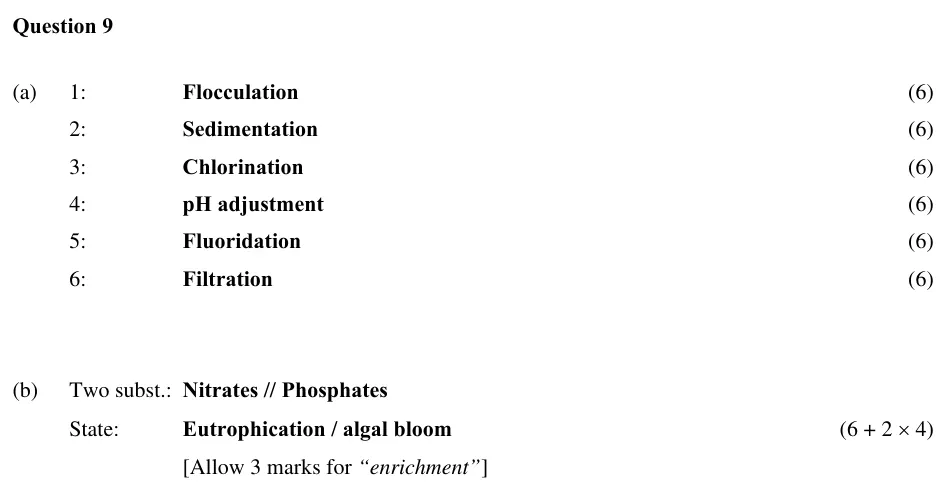 Question 9
(a) 1: Flocculation (6)
2: Sedimentation (6)
3: Chlorination (6)
4: pH adjustment (6)
5: Fluoridation (6)
6: Filtration (6)
(b) Two subst.: Nitrates // Phosphates
State: Eutrophication / algal bloom (6 + 2 × 4)
[Allow 3 marks for “enrichment”]